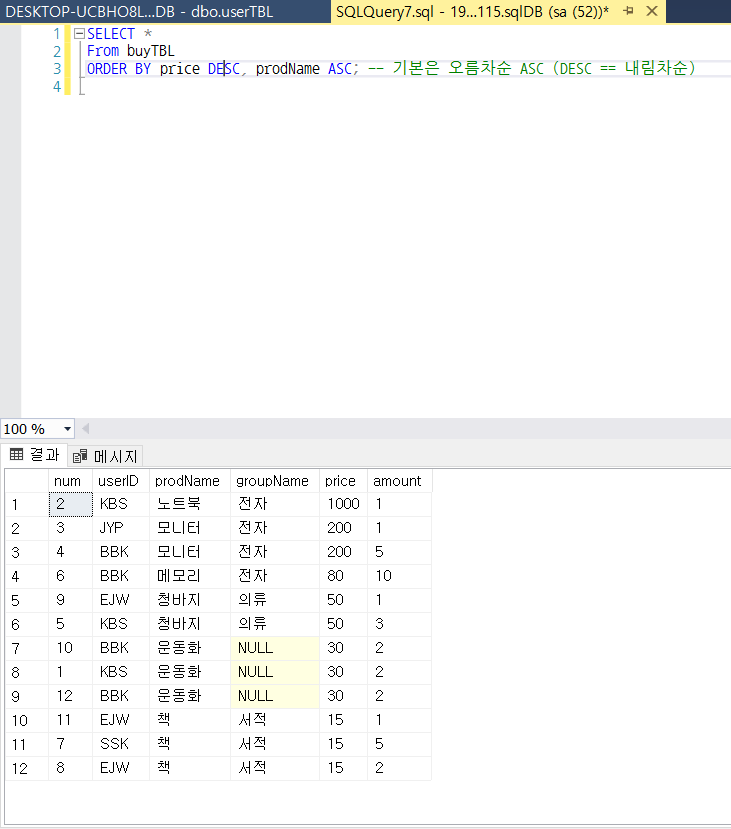 DESKTOP-UCBHO8L...DB - dbo.userTBL SQLQuery7.sql - 19...115.sqlDB (sa (52))*
1 SELECT *
2 From buyTBL
3 ORDER BY price DESC, prodName ASC; -- 기본은 오름차순 ASC (DESC == 내림차순)
4
100 %
결과 메시지
num userID prodName groupName price amount
1 2 KBS 노트북 전자 1000 1
2 3 JYP 모니터 전자 200 1
3 4 BBK 모니터 전자 200 5
4 6 BBK 메모리 전자 80 10
5 9 EJW 청바지 의류 50 1
6 5 KBS 청바지 의류 50 3
7 10 BBK 운동화 NULL 30 2
8 1 KBS 운동화 NULL 30 2
9 12 BBK 운동화 NULL 30 2
10 11 EJW 책 서적 15 1
11 7 SSK 책 서적 15 5
12 8 EJW 책 서적 15 2